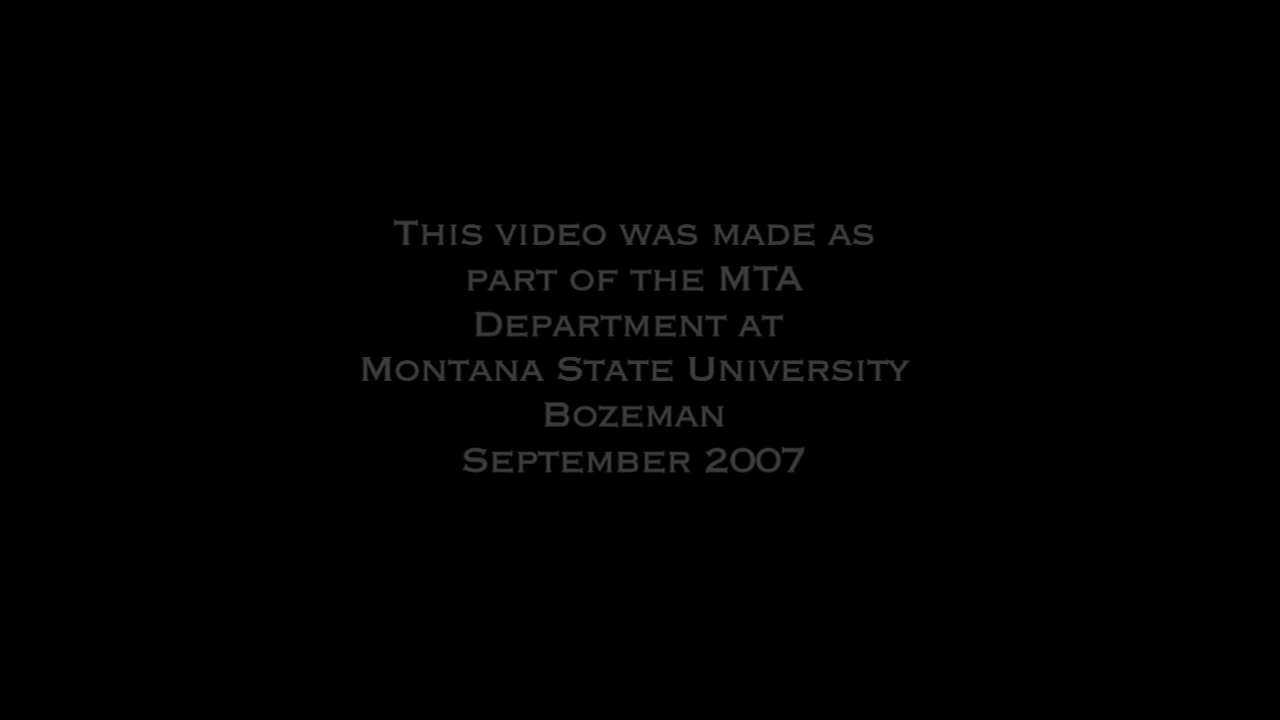 This video was made as
part of the MTA
Department at
Montana State University
Bozeman
September 2007